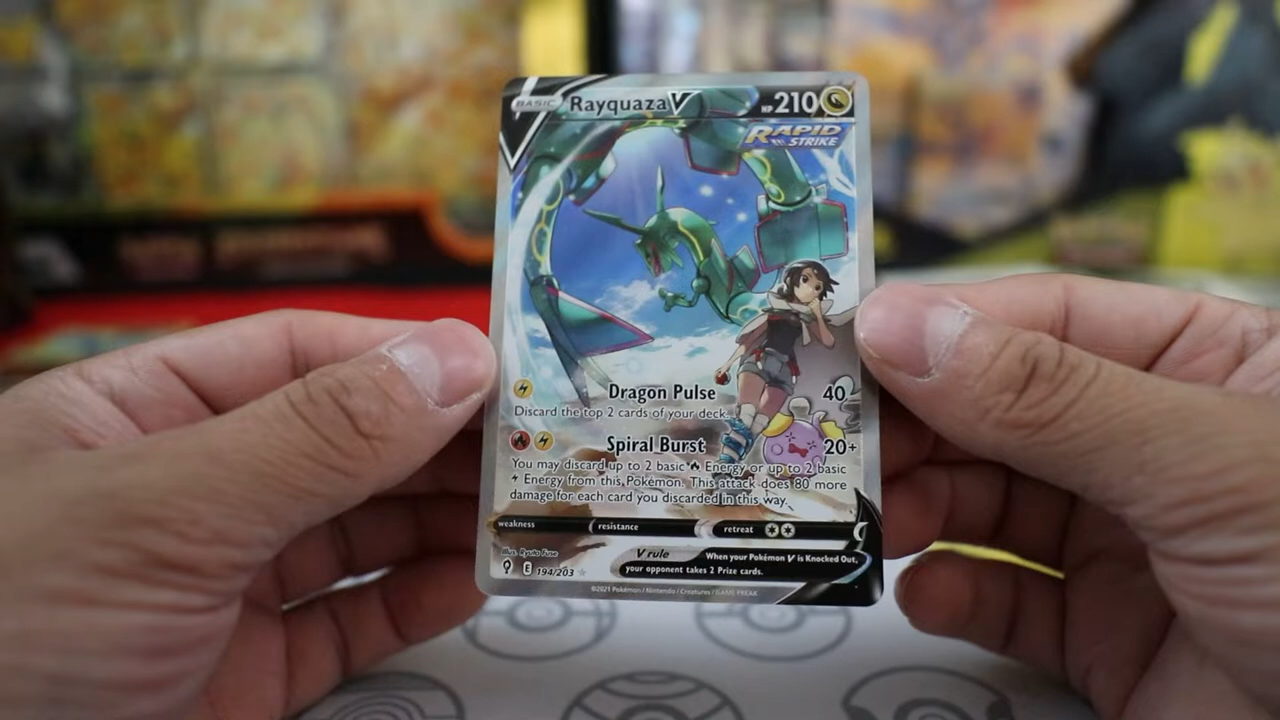 BASIC Rayquaza V HP 210
RAPID
STRIKE
Dragon Pulse 40
Discard the top 2 cards of your deck.
Spiral Burst 20+
You may discard up to 2 basic Energy or up to 2 basic
Energy from this Pokémon. This attack does 80 more
damage for each card you discarded in this way.
weakness resistance retreat
Illus. Ryota Fuse
V rule When your Pokémon V is Knocked Out,
your opponent takes 2 Prize cards.
E 194/203
©2021 Pokémon / Nintendo / Creatures / GAME FREAK